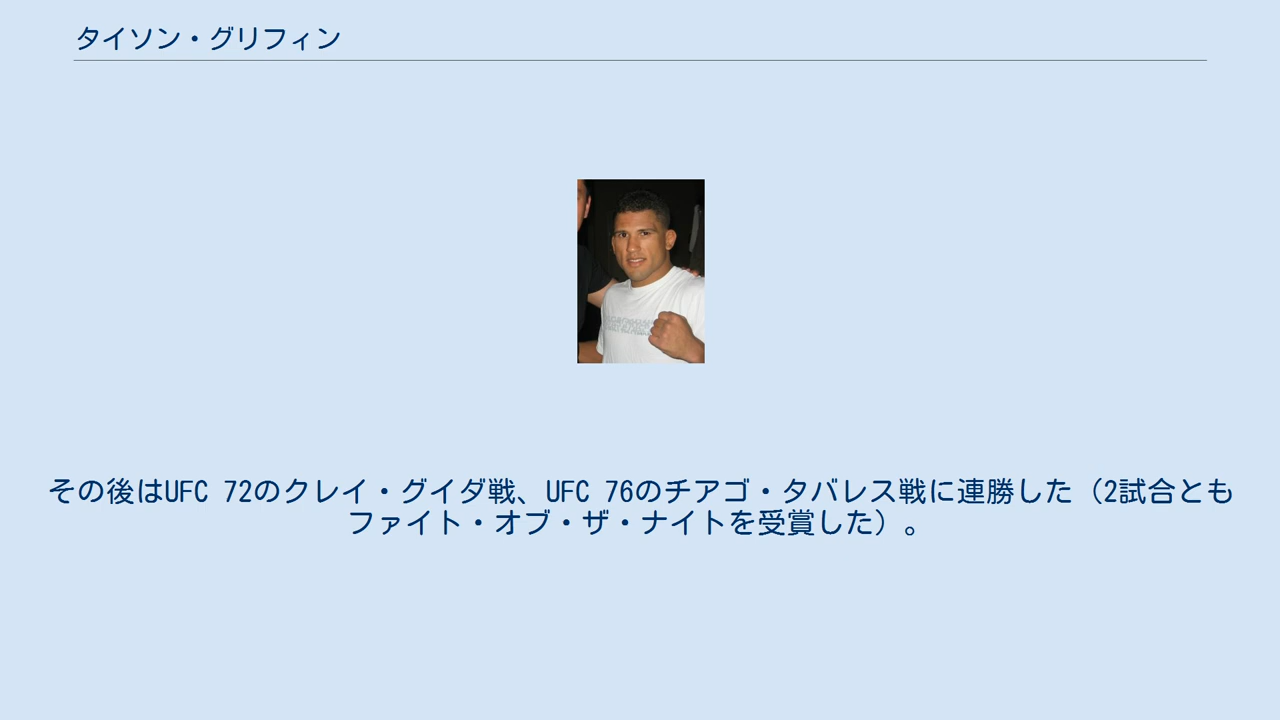 タイソン・グリフィン
その後はUFC 72のクレイ・グイダ戦、UFC 76のチアゴ・タバレス戦に連勝した（2試合とも
ファイト・オブ・ザ・ナイトを受賞した）。